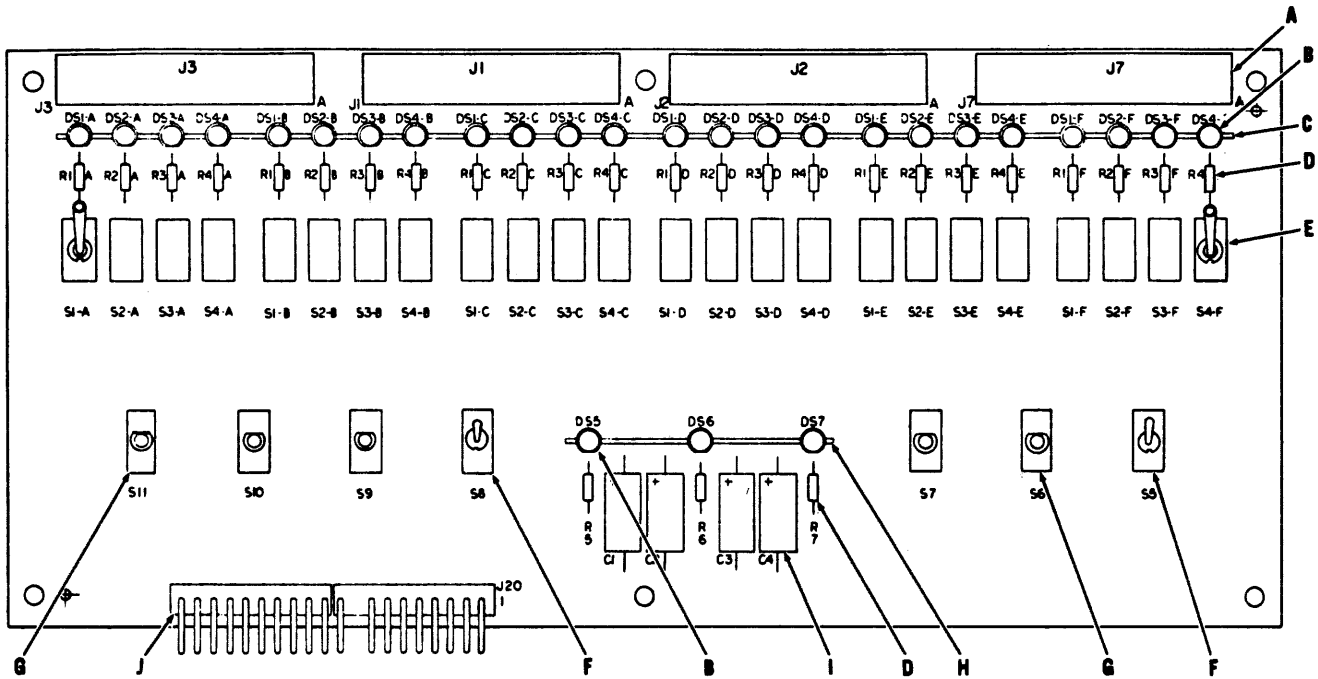 A
J3 J1 J2 J7
B
J3 A J1 A J2 A J7 A
DS1-A DS2-A DS3-A DS4-A DS1-B DS2-B DS3-B DS4-B DS1-C DS2-C DS3-C DS4-C DS1-D DS2-D DS3-D DS4-D DS1-E DS2-E DS3-E DS4-E DS1-F DS2-F DS3-F
C
D
R1 A R2 A R3 A R4 A R1 B R2 B R3 B R4 B R1 C R2 C R3 C R4 C R1 D R2 D R3 D R4 D R1 E R2 E R3 E R4 E R1 F R2 F R3 F R4
E
S1-A S2-A S3-A S4-A S1-B S2-B S3-B S4-B S1-C S2-C S3-C S4-C S1-D S2-D S3-D S4-D S1-E S2-E S3-E S4-E S1-F S2-F S3-F S4-F
DS5 DS6 DS7
S11 S10 S9 S8 S7 S6 S5
+ + +
R5 R6 R7
C1 C2 C3 C4
J20
1
G J F B I D H G F